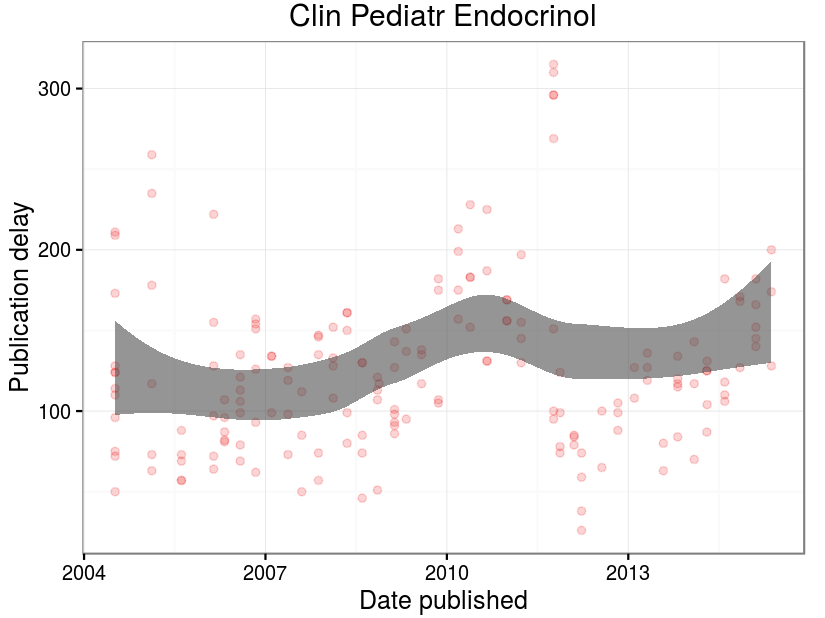 Clin Pediatr Endocrinol
Publication delay
300
200
100
2004 2007 2010 2013
Date published